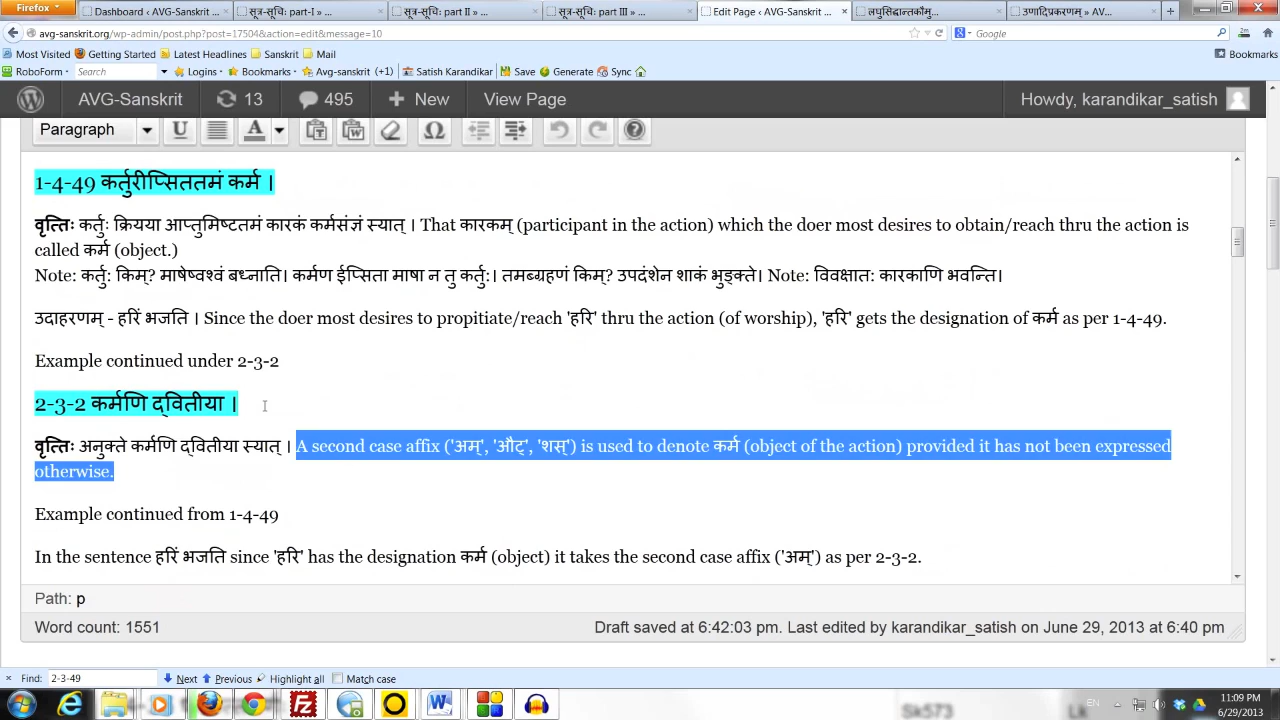 Firefox
Dashboard ‹ AVG-Sanskrit ...
सूत्र-सूचिः part-I » ...
सूत्र-सूचिः part II » ...
सूत्र-सूचिः part III » ...
Edit Page ‹ AVG-Sanskrit ...
लघुसिद्धान्तकौमु...
उणादिप्रकरणम् » AV...
avg-sanskrit.org/wp-admin/post.php?post=17504&action=edit&message=10
Google
Most Visited Getting Started Latest Headlines Sanskrit Mail Bookmarks
RoboForm Search Logins Bookmarks Avg-sanskrit (+1) Satish Karandikar Save Generate Sync
AVG-Sanskrit 13 495 + New View Page Howdy, karandikar_satish
Paragraph
1-4-49 कर्तुरीप्सिततमं कर्म ।
वृत्तिः कर्तुः क्रियया आप्तुमिष्टतमं कारकं कर्मसंज्ञं स्यात् । That कारकम् (participant in the action) which the doer most desires to obtain/reach thru the action is
called कर्म (object.)
Note: कर्तु: किम्? माषेष्वश्वं बध्नाति। कर्मण ईप्सिता माषा न तु कर्तु:। तमब्ग्रहणं किम्? उपदंशेन शाकं भुङ्क्ते। Note: विवक्षात: कारकाणि भवन्ति।
उदाहरणम् - हरिं भजति । Since the doer most desires to propitiate/reach 'हरि' thru the action (of worship), 'हरि' gets the designation of कर्म as per 1-4-49.
Example continued under 2-3-2
2-3-2 कर्मणि द्वितीया ।
वृत्तिः अनुक्ते कर्मणि द्वितीया स्यात् । A second case affix ('अम्', 'औट्', 'शस्') is used to denote कर्म (object of the action) provided it has not been expressed
otherwise.
Example continued from 1-4-49
In the sentence हरिं भजति since 'हरि' has the designation कर्म (object) it takes the second case affix ('अम्') as per 2-3-2.
Path: p
Word count: 1551 Draft saved at 6:42:03 pm. Last edited by karandikar_satish on June 29, 2013 at 6:40 pm
× Find: 2-3-49 Next Previous Highlight all Match case
EN 11:09 PM
6/29/2013
Sk573